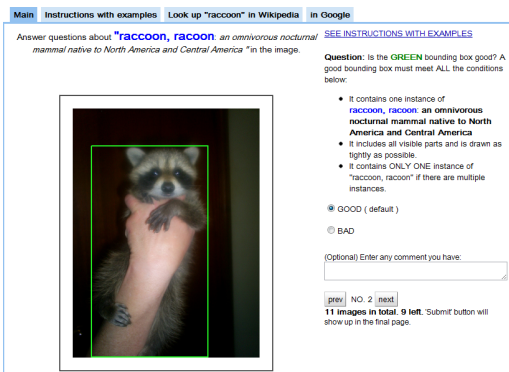 Main Instructions with examples Look up "raccoon" in Wikipedia in Google
Answer questions about "raccoon, racoon: an omnivorous nocturnal
mammal native to North America and Central America " in the image.
SEE INSTRUCTIONS WITH EXAMPLES
Question: Is the GREEN bounding box good? A
good bounding box must meet ALL the conditions
below:
It contains one instance of
raccoon, racoon: an omnivorous
nocturnal mammal native to North
America and Central America
It includes all visible parts and is drawn as
tightly as possible.
It contains ONLY ONE instance of
"raccoon, racoon" if there are multiple
instances.
GOOD ( default )
BAD
(Optional) Enter any comment you have:
prev NO. 2 next
11 images in total. 9 left. 'Submit' button will
show up in the final page.